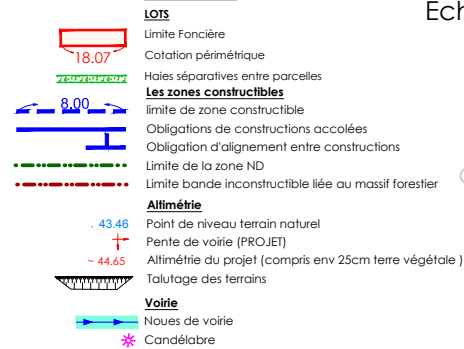 LOTS
Ech
Limite Foncière
18.07
Cotation périmétrique
Haies séparatives entre parcelles
Les zones constructibles
8.00
limite de zone constructible
Obligations de constructions accolées
Obligation d'alignement entre constructions
Limite de la zone ND
Limite bande inconstructible liée au massif forestier
Altimétrie
. 43.46 Point de niveau terrain naturel
Pente de voirie (PROJET)
~ 44.65 Altimétrie du projet (compris env 25cm terre végétale )
Talutage des terrains
Voirie
Noues de voirie
Candélabre